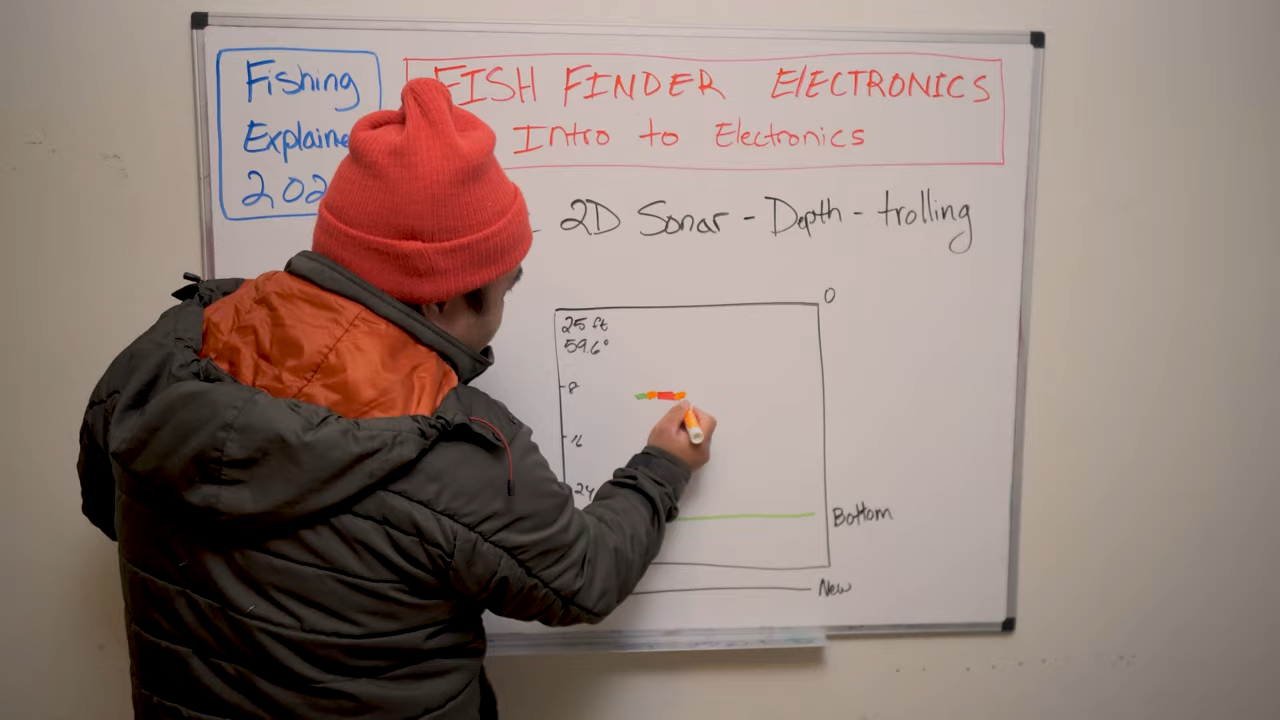 Fishing
202
FISH FINDER ElECTRONICS
Intro to Electronics
2D Sonar - Depth - trolling
0
25 ft
59.6°
8
16
24
Bottom
New